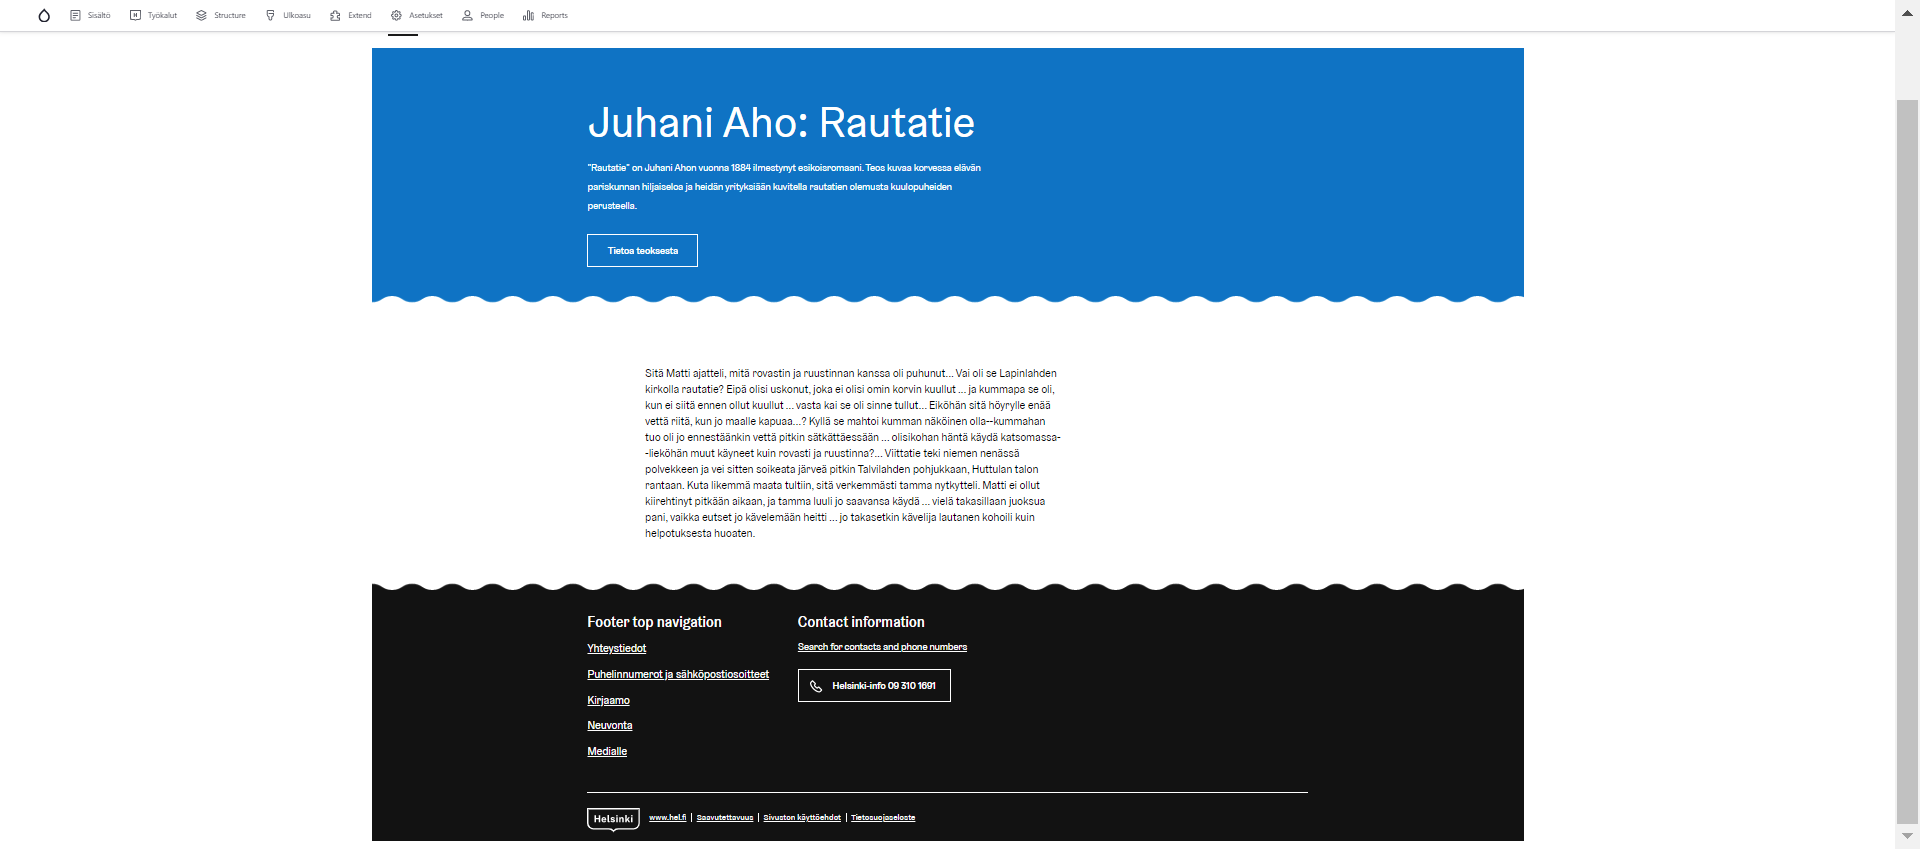 Sisältö Työkalut Structure Ulkoasu Extend Asetukset People Reports
Juhani Aho: Rautatie
"Rautatie" on Juhani Ahon vuonna 1884 ilmestynyt esikoisromaani. Teos kuvaa korvessa elävän
pariskunnan hiljaiseloa ja heidän yrityksiään kuvitella rautatien olemusta kuulopuheiden
perusteella.
Tietoa teoksesta
Sitä Matti ajatteli, mitä rovastin ja ruustinnan kanssa oli puhunut... Vai oli se Lapinlahden
kirkolla rautatie? Eipä olisi uskonut, joka ei olisi omin korvin kuullut ... ja kummapa se oli,
kun ei siitä ennen ollut kuullut ... vasta kai se oli sinne tullut... Eiköhän sitä höyrylle enää
vettä riitä, kun jo maalle kapuaa...? Kyllä se mahtoi kumman näköinen olla--kummahan
tuo oli jo ennestäänkin vettä pitkin sätkättäessään ... olisikohan häntä käydä katsomassa-
-lieköhän muut käyneet kuin rovasti ja ruustinna?... Viittatie teki niemen nenässä
polvekkeen ja vei sitten soikeata järveä pitkin Talvilahden pohjukkaan, Huttulan talon
rantaan. Kuta likemmä maata tultiin, sitä verkemmästi tamma nytkytteli. Matti ei ollut
kiirehtinyt pitkään aikaan, ja tamma luuli jo saavansa käydä ... vielä takasillaan juoksua
pani, vaikka eutset jo kävelemään heitti ... jo takasetkin kävelijä lautanen kohoili kuin
helpotuksesta huoaten.
Footer top navigation
Yhteystiedot
Puhelinnumerot ja sähköpostiosoitteet
Kirjaamo
Neuvonta
Medialle
Contact information
Search for contacts and phone numbers
Helsinki-info 09 310 1691
Helsinki www.hel.fi | Saavutettavuus | Sivuston käyttöehdot | Tietosuojaseloste